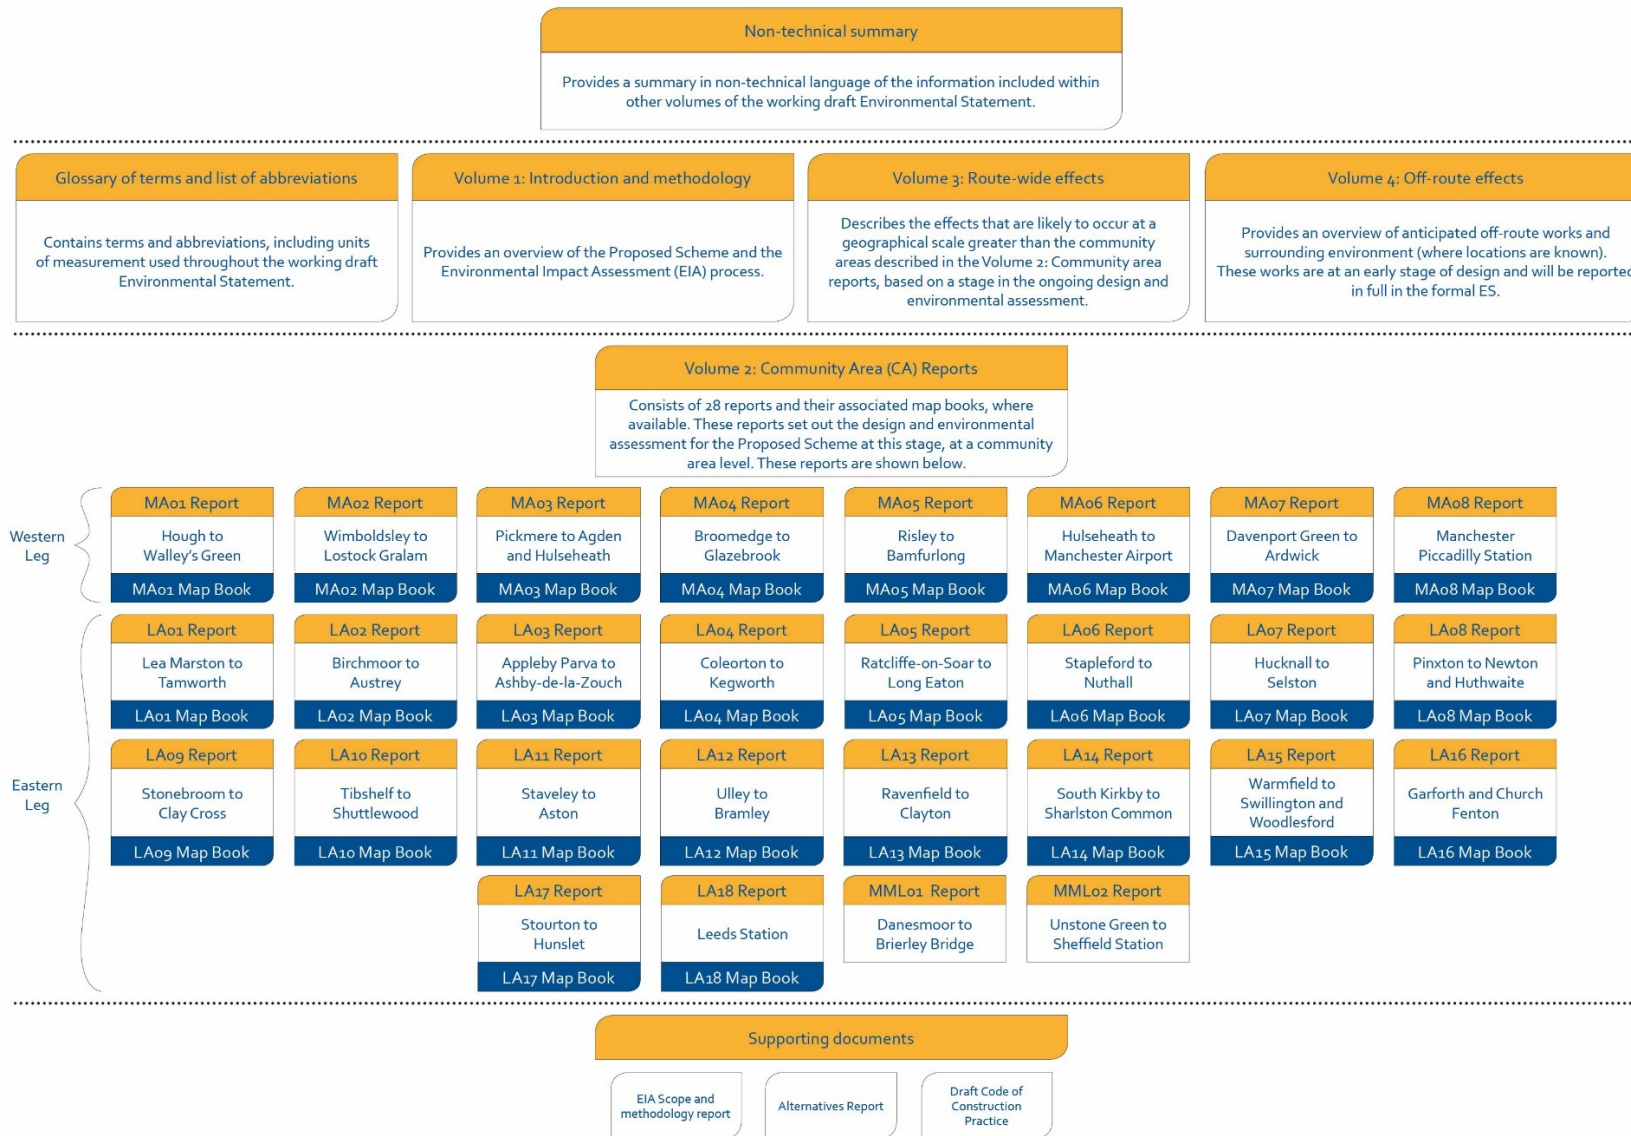 Non-technical summary
Provides a summary in non-technical language of the information included within
other volumes of the working draft Environmental Statement.
Glossary of terms and list of abbreviations
Contains terms and abbreviations, including units
of measurement used throughout the working draft
Environmental Statement.
Volume 1: Introduction and methodology
Provides an overview of the Proposed Scheme and the
Environmental Impact Assessment (EIA) process.
Volume 3: Route-wide effects
Describes the effects that are likely to occur at a
geographical scale greater than the community
areas described in the Volume 2: Community area
reports, based on a stage in the ongoing design and
environmental assessment.
Volume 4: Off-route effects
Provides an overview of anticipated off-route works and
surrounding environment (where locations are known).
These works are at an early stage of design and will be reported
in full in the formal ES.
Volume 2: Community Area (CA) Reports
Consists of 28 reports and their associated map books, where
available. These reports set out the design and environmental
assessment for the Proposed Scheme at this stage, at a community
area level. These reports are shown below.
Western
Leg
MA01 Report
Hough to
Walley's Green
MA01 Map Book
MA02 Report
Wimboldsley to
Lostock Gralam
MA02 Map Book
MA03 Report
Pickmere to Agden
and Hulseheath
MA03 Map Book
MA04 Report
Broomedge to
Glazebrook
MA04 Map Book
MA05 Report
Risley to
Bamfurlong
MA05 Map Book
MA06 Report
Hulseheath to
Manchester Airport
MA06 Map Book
MA07 Report
Davenport Green to
Ardwick
MA07 Map Book
MA08 Report
Manchester
Piccadilly Station
MA08 Map Book
Eastern
Leg
LA01 Report
Lea Marston to
Tamworth
LA01 Map Book
LA02 Report
Birchmoor to
Austrey
LA02 Map Book
LA03 Report
Appleby Parva to
Ashby-de-la-Zouch
LA03 Map Book
LA04 Report
Coleorton to
Kegworth
LA04 Map Book
LA05 Report
Ratcliffe-on-Soar to
Long Eaton
LA05 Map Book
LA06 Report
Stapleford to
Nuthall
LA06 Map Book
LA07 Report
Hucknall to
Selston
LA07 Map Book
LA08 Report
Pinxton to Newton
and Huthwaite
LA08 Map Book
LA09 Report
Stonebroom to
Clay Cross
LA09 Map Book
LA10 Report
Tibshelf to
Shuttlewood
LA10 Map Book
LA11 Report
Staveley to
Aston
LA11 Map Book
LA12 Report
Ulley to
Bramley
LA12 Map Book
LA13 Report
Ravenfield to
Clayton
LA13 Map Book
LA14 Report
South Kirkby to
Sharlston Common
LA14 Map Book
LA15 Report
Warmfield to
Swillington and
Woodlesford
LA15 Map Book
LA16 Report
Garforth and Church
Fenton
LA16 Map Book
LA17 Report
Stourton to
Hunslet
LA17 Map Book
LA18 Report
Leeds Station
LA18 Map Book
MML01 Report
Danesmoor to
Brierley Bridge
MML02 Report
Unstone Green to
Sheffield Station
Supporting documents
EIA Scope and
methodology report
Alternatives Report
Draft Code of
Construction
Practice